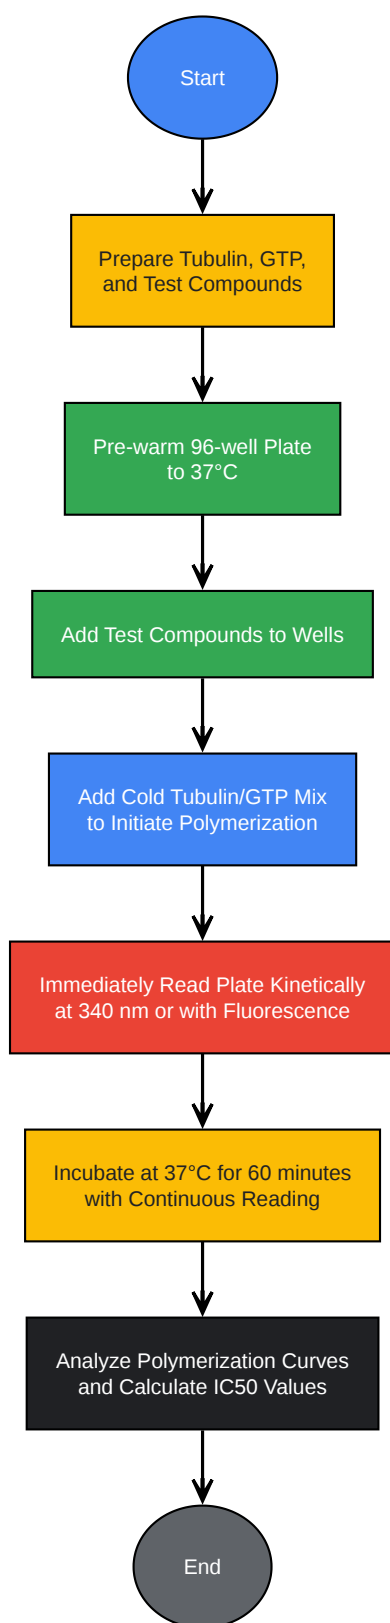 Start
Prepare Tubulin, GTP,
and Test Compounds
Pre-warm 96-well Plate
to 37°C
Add Test Compounds to Wells
Add Cold Tubulin/GTP Mix
to Initiate Polymerization
Immediately Read Plate Kinetically
at 340 nm or with Fluorescence
Incubate at 37°C for 60 minutes
with Continuous Reading
Analyze Polymerization Curves
and Calculate IC50 Values
End